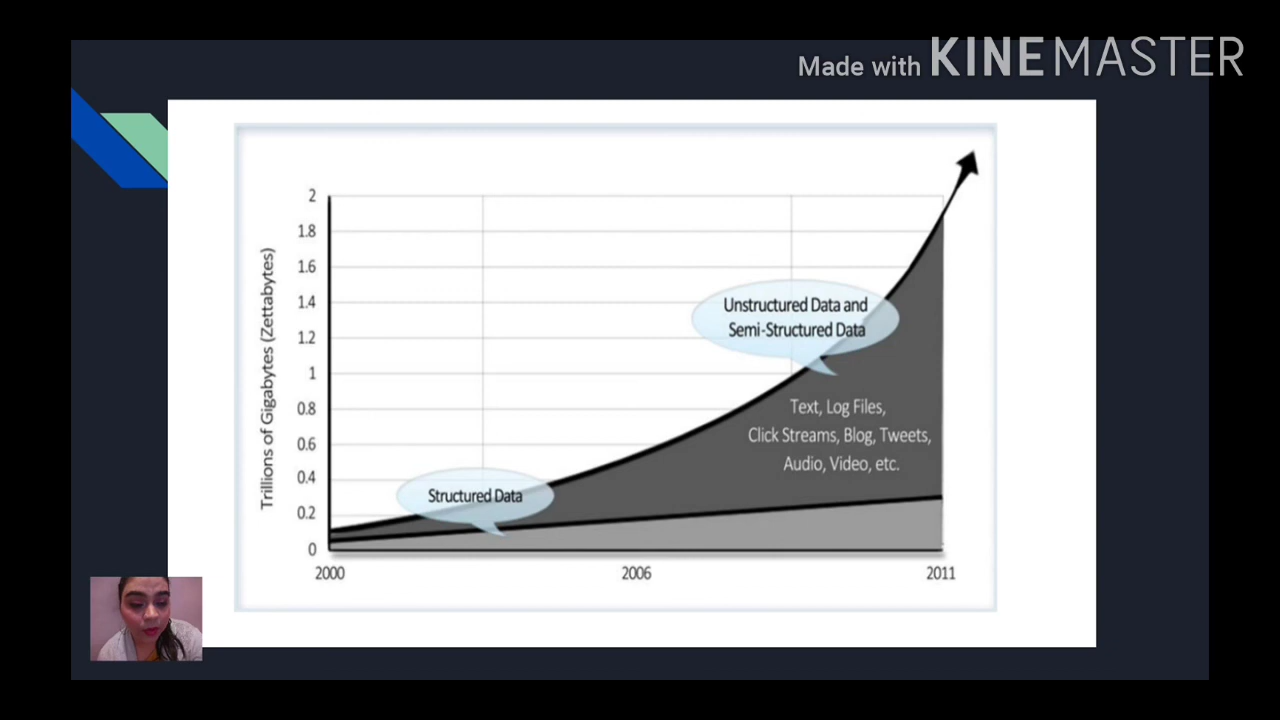 Made with KINEMASTER
2
1.8
1.6
1.4
1.2
1
0.8
0.6
0.4
0.2
0
Trillions of Gigabytes (Zettabytes)
Unstructured Data and
Semi-Structured Data
Text, Log Files,
Click Streams, Blog, Tweets,
Audio, Video, etc.
Structured Data
2000
2006
2011